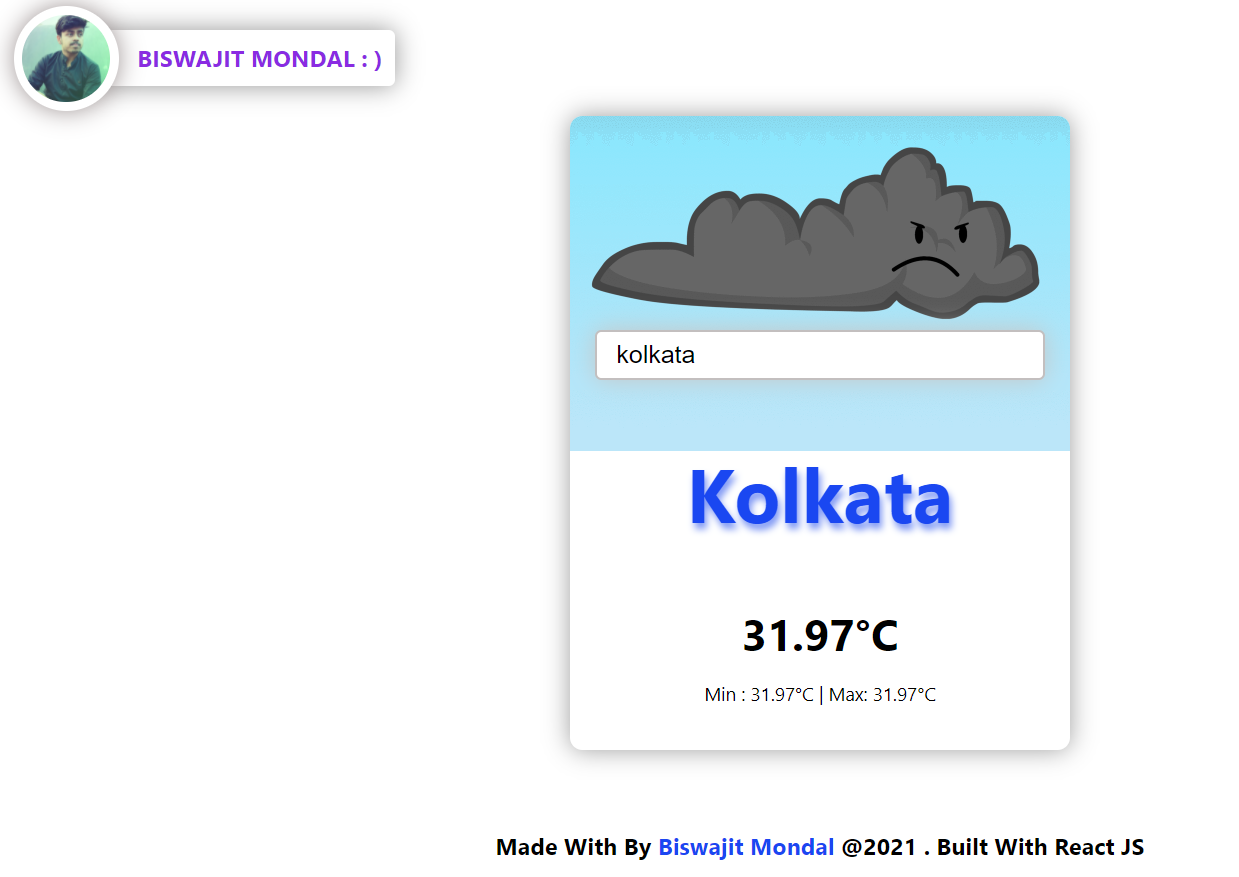 BISWAJIT MONDAL : )
kolkata
Kolkata
31.97°C
Min : 31.97°C | Max: 31.97°C
Made With By Biswajit Mondal @2021 . Built With React JS